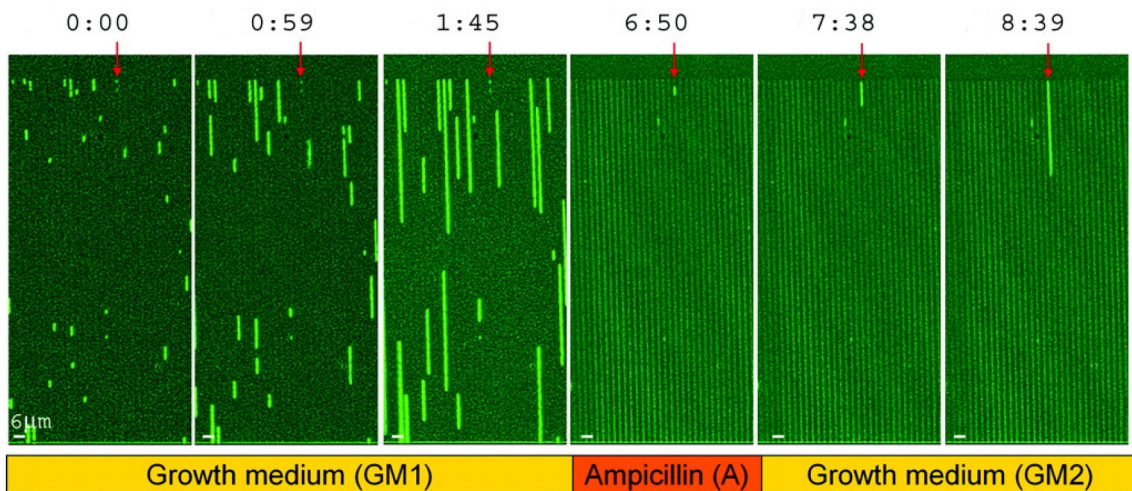 0:00 0:59 1:45 6:50 7:38 8:39
6µm
Growth medium (GM1) Ampicillin (A) Growth medium (GM2)